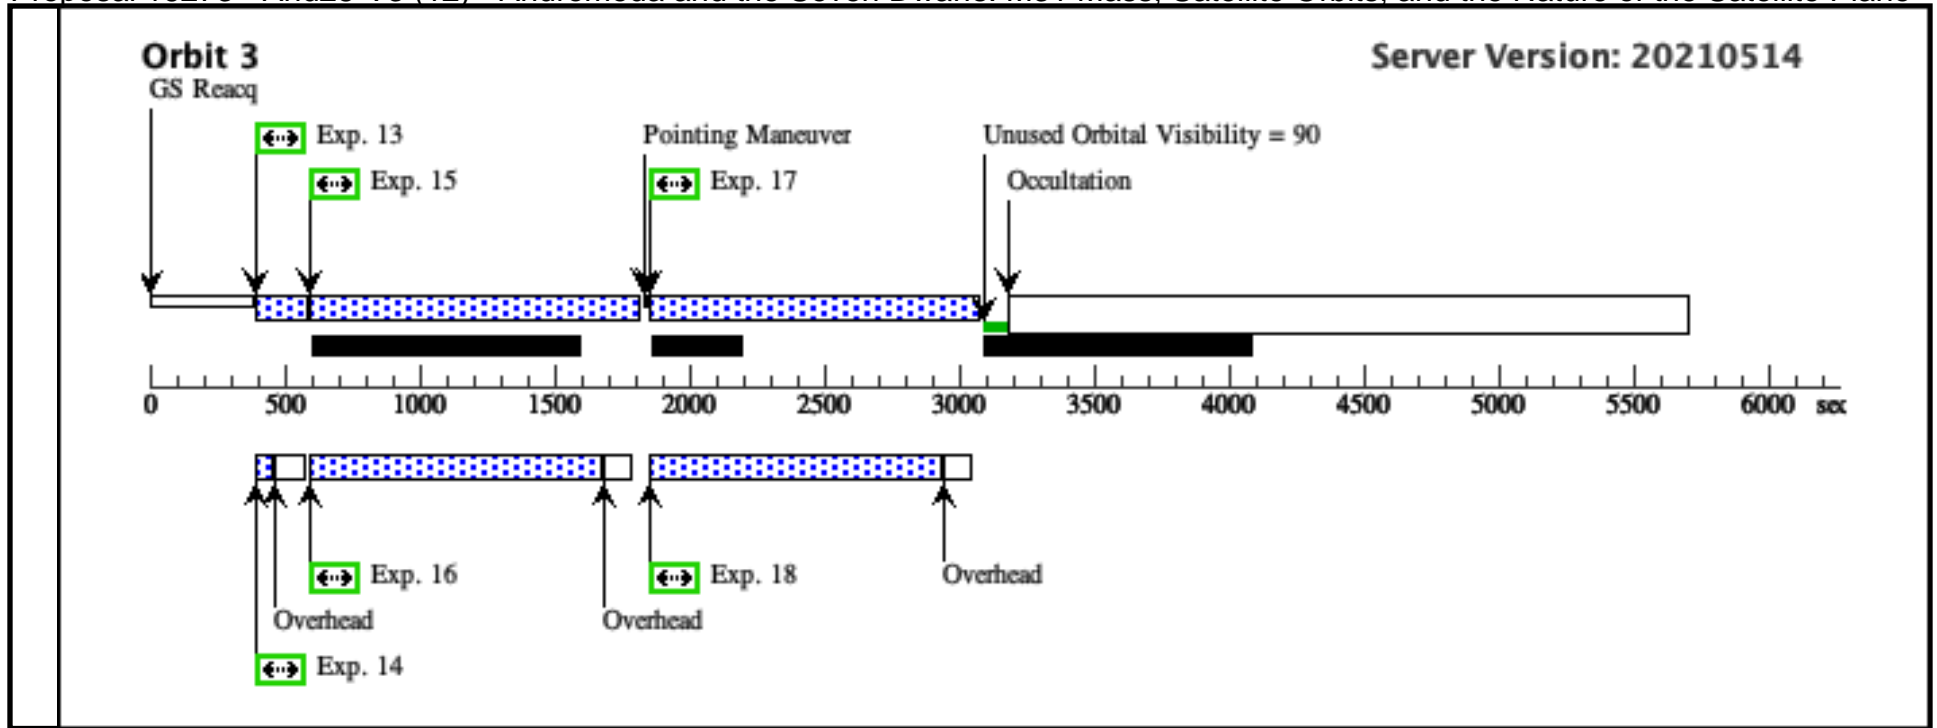 Orbit 3
Server Version: 20210514
GS Reacq
Exp. 13
Pointing Maneuver
Unused Orbital Visibility = 90
Exp. 15
Exp. 17
Occultation
0 500 1000 1500 2000 2500 3000 3500 4000 4500 5000 5500 6000 sec
Exp. 16
Exp. 18
Overhead
Overhead
Overhead
Exp. 14